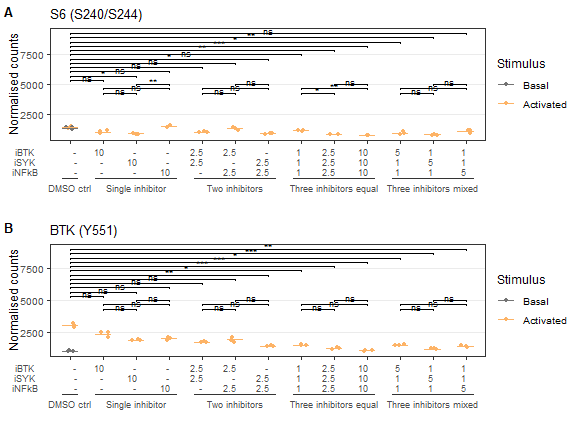 A
S6 (S240/S244)
Normalised counts
7500
5000
2500
iBTK - 10 - - 2.5 2.5 - 1 2.5 10 5 1 1
iSYK - - 10 - 2.5 - 2.5 1 2.5 10 1 5 1
iNFkB - - - 10 - 2.5 2.5 1 2.5 10 1 1 5
DMSO ctrl Single inhibitor Two inhibitors Three inhibitors equal Three inhibitors mixed
Stimulus
Basal
Activated
B
BTK (Y551)
Normalised counts
7500
5000
2500
iBTK - 10 - - 2.5 2.5 - 1 2.5 10 5 1 1
iSYK - - 10 - 2.5 - 2.5 1 2.5 10 1 5 1
iNFkB - - - 10 - 2.5 2.5 1 2.5 10 1 1 5
DMSO ctrl Single inhibitor Two inhibitors Three inhibitors equal Three inhibitors mixed
Stimulus
Basal
Activated